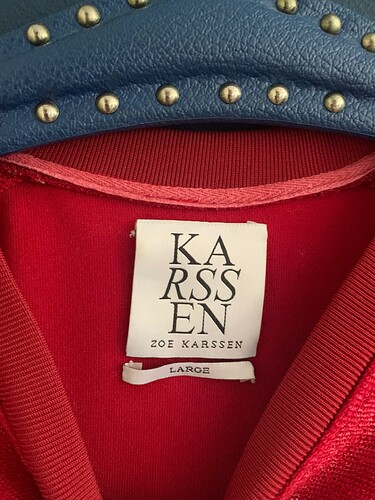 KA
RSS
EN
ZOE KARSSEN
LARGE